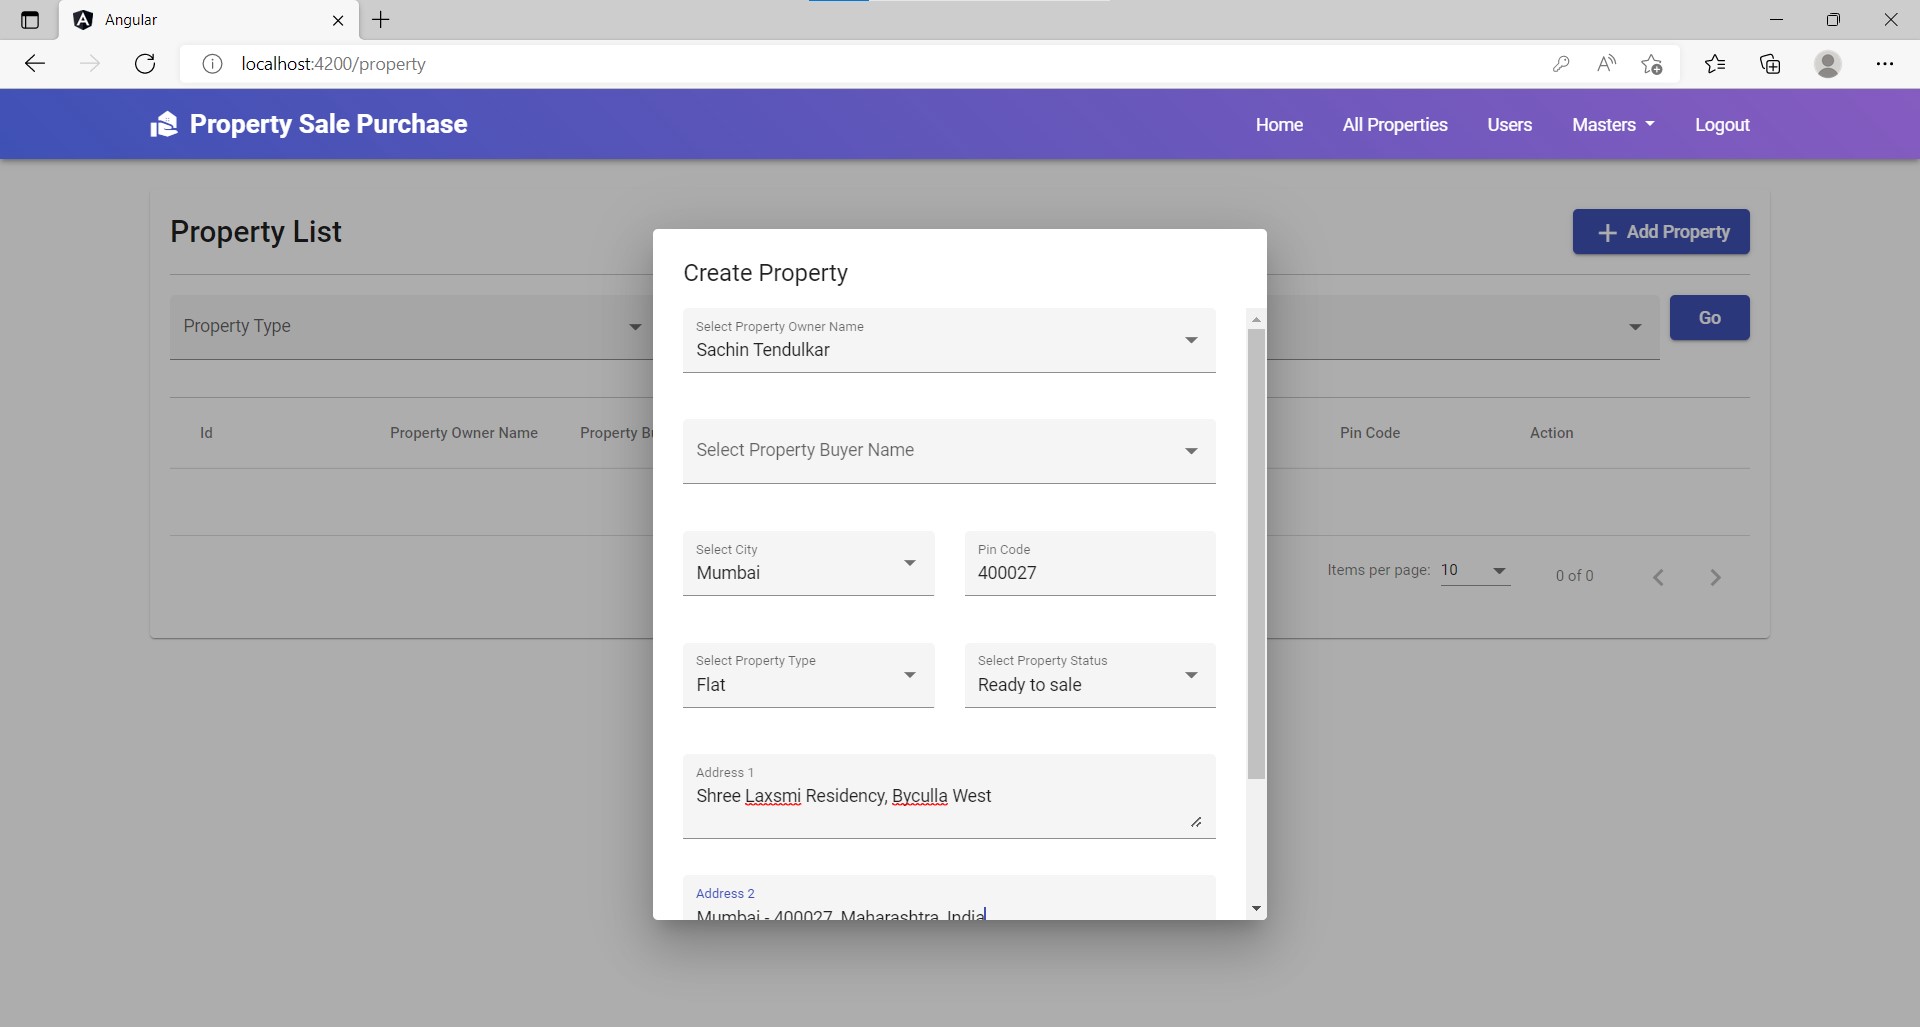 Angular
localhost:4200/property
Property Sale Purchase
Home All Properties Users Masters Logout
Property List
Add Property
Property Type
Go
Id Property Owner Name Property B Pin Code Action
Items per page: 10 0 of 0
Create Property
Select Property Owner Name
Sachin Tendulkar
Select Property Buyer Name
Select City
Mumbai
Pin Code
400027
Select Property Type
Flat
Select Property Status
Ready to sale
Address 1
Shree Laxsmi Residency, Byculla West
Address 2
Mumbai - 400027, Maharashtra, India